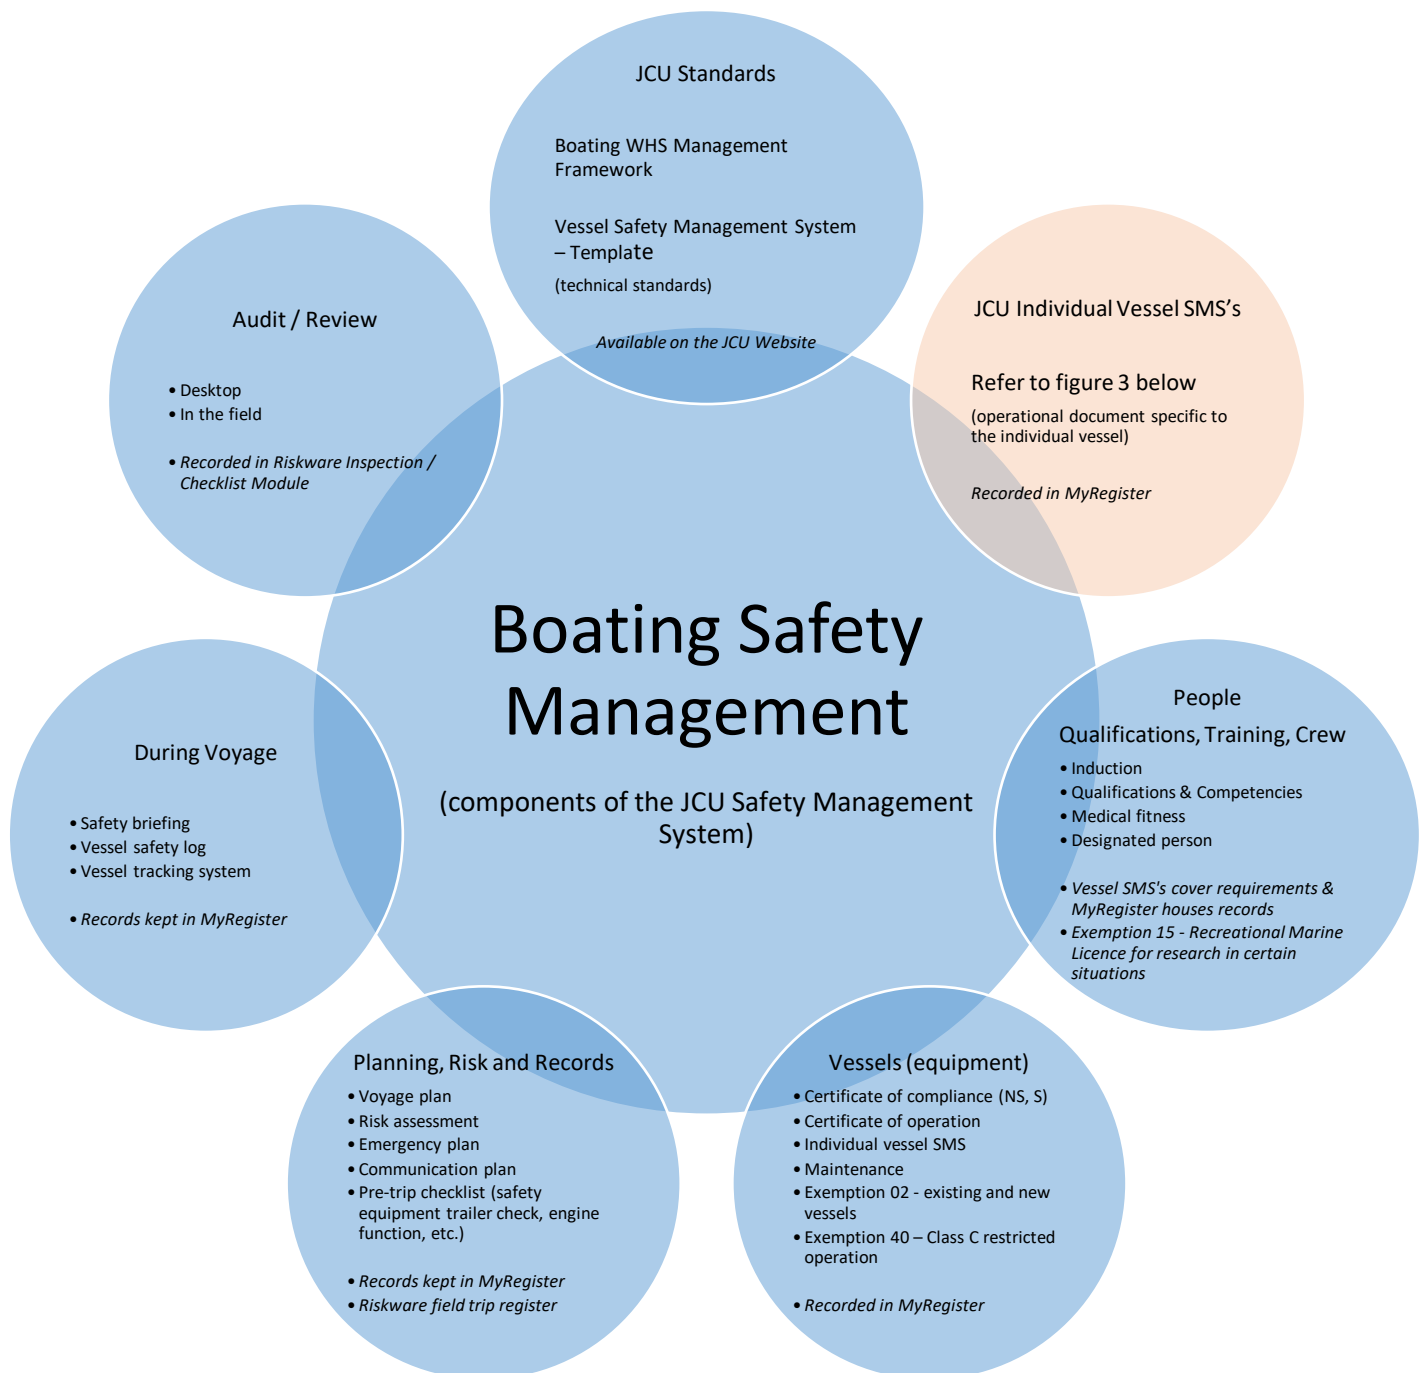 JCU Standards
Boating WHS Management
Framework
Vessel Safety Management System
– Template
(technical standards)
Available on the JCU Website
JCU Individual Vessel SMS’s
Refer to figure 3 below
(operational document specific to
the individual vessel)
Recorded in MyRegister
People
Qualifications, Training, Crew
• Induction
• Qualifications & Competencies
• Medical fitness
• Designated person
• Vessel SMS's cover requirements &
MyRegister houses records
• Exemption 15 - Recreational Marine
Licence for research in certain
situations
Vessels (equipment)
• Certificate of compliance (NS, S)
• Certificate of operation
• Individual vessel SMS
• Maintenance
• Exemption 02 - existing and new
vessels
• Exemption 40 – Class C restricted
operation
• Recorded in MyRegister
Planning, Risk and Records
• Voyage plan
• Risk assessment
• Emergency plan
• Communication plan
• Pre-trip checklist (safety
equipment trailer check, engine
function, etc.)
• Records kept in MyRegister
• Riskware field trip register
During Voyage
• Safety briefing
• Vessel safety log
• Vessel tracking system
• Records kept in MyRegister
Audit / Review
• Desktop
• In the field
• Recorded in Riskware Inspection /
Checklist Module
Boating Safety
Management
(components of the JCU Safety Management
System)